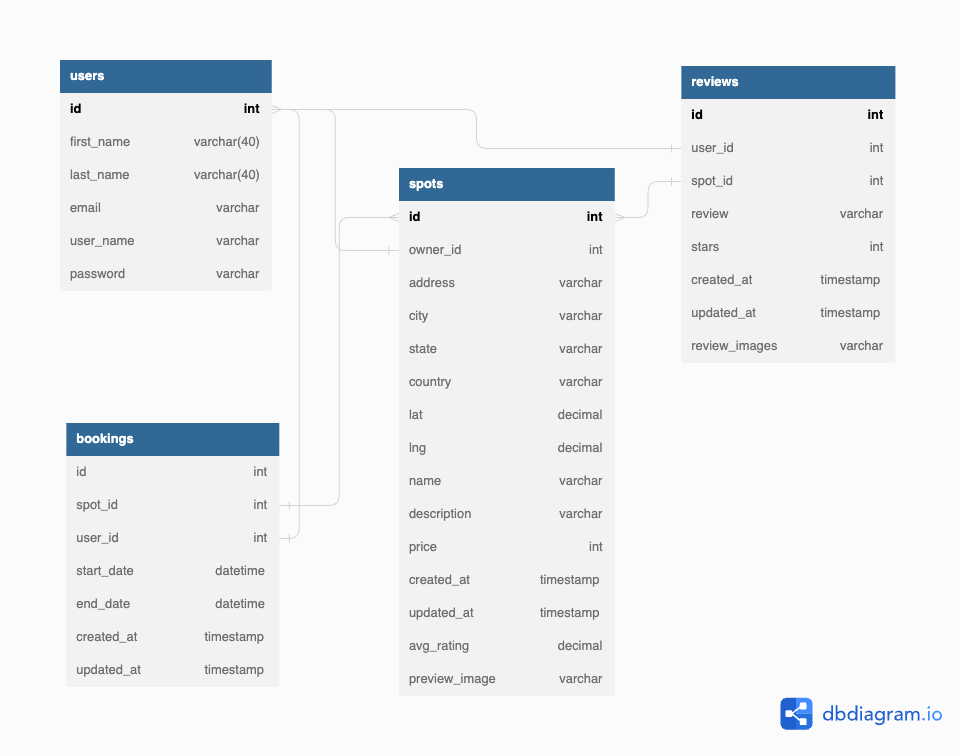 users
id int
first_name varchar(40)
last_name varchar(40)
email varchar
user_name varchar
password varchar
reviews
id int
user_id int
spot_id int
review varchar
stars int
created_at timestamp
updated_at timestamp
review_images varchar
spots
id int
owner_id int
address varchar
city varchar
state varchar
country varchar
lat decimal
lng decimal
name varchar
description varchar
price int
created_at timestamp
updated_at timestamp
avg_rating decimal
preview_image varchar
bookings
id int
spot_id int
user_id int
start_date datetime
end_date datetime
created_at timestamp
updated_at timestamp
dbdiagram.io